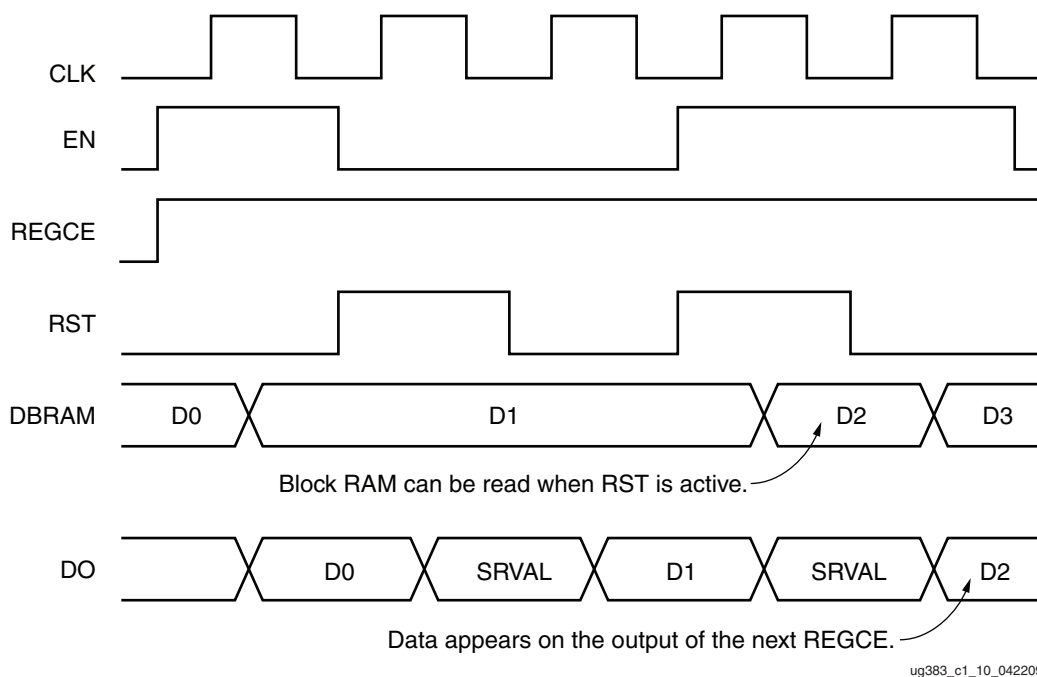 CLK
EN
REGCE
RST
DBRAM D0 D1 D2 D3
Block RAM can be read when RST is active.
DO D0 SRVAL D1 SRVAL D2
Data appears on the output of the next REGCE.
ug383_c1_10_042209